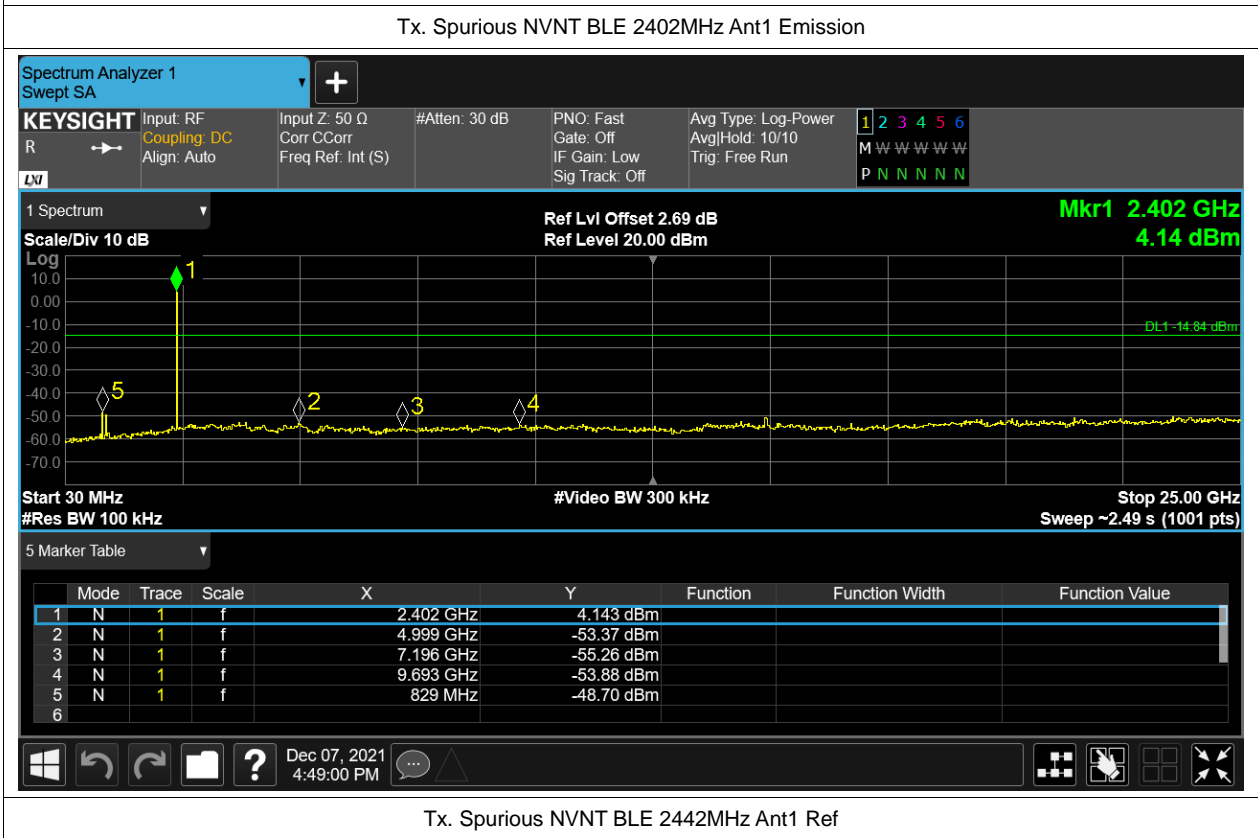 Tx. Spurious NVNT BLE 2402MHz Ant1 Emission
Spectrum Analyzer 1
Swept SA
KEYSIGHT
R
LXI
Input: RF
Coupling: DC
Align: Auto
Input Z: 50 Ω
Corr CCorr
Freq Ref: Int (S)
#Atten: 30 dB
PNO: Fast
Gate: Off
IF Gain: Low
Sig Track: Off
Avg Type: Log-Power
Avg|Hold: 10/10
Trig: Free Run
1 2 3 4 5 6
M W W W W W
P N N N N N
1 Spectrum
Scale/Div 10 dB
Ref Lvl Offset 2.69 dB
Ref Level 20.00 dBm
Mkr1 2.402 GHz
4.14 dBm
Log
10.0
0.00
-10.0
-20.0
-30.0
-40.0
-50.0
-60.0
-70.0
1
DL1 -14.84 dBm
5
2
3
4
Start 30 MHz
#Res BW 100 kHz
#Video BW 300 kHz
Stop 25.00 GHz
Sweep ~2.49 s (1001 pts)
5 Marker Table
Mode Trace Scale X Y Function Function Width Function Value
1 N 1 f 2.402 GHz 4.143 dBm
2 N 1 f 4.999 GHz -53.37 dBm
3 N 1 f 7.196 GHz -55.26 dBm
4 N 1 f 9.693 GHz -53.88 dBm
5 N 1 f 829 MHz -48.70 dBm
6
?
Dec 07, 2021
4:49:00 PM
Tx. Spurious NVNT BLE 2442MHz Ant1 Ref